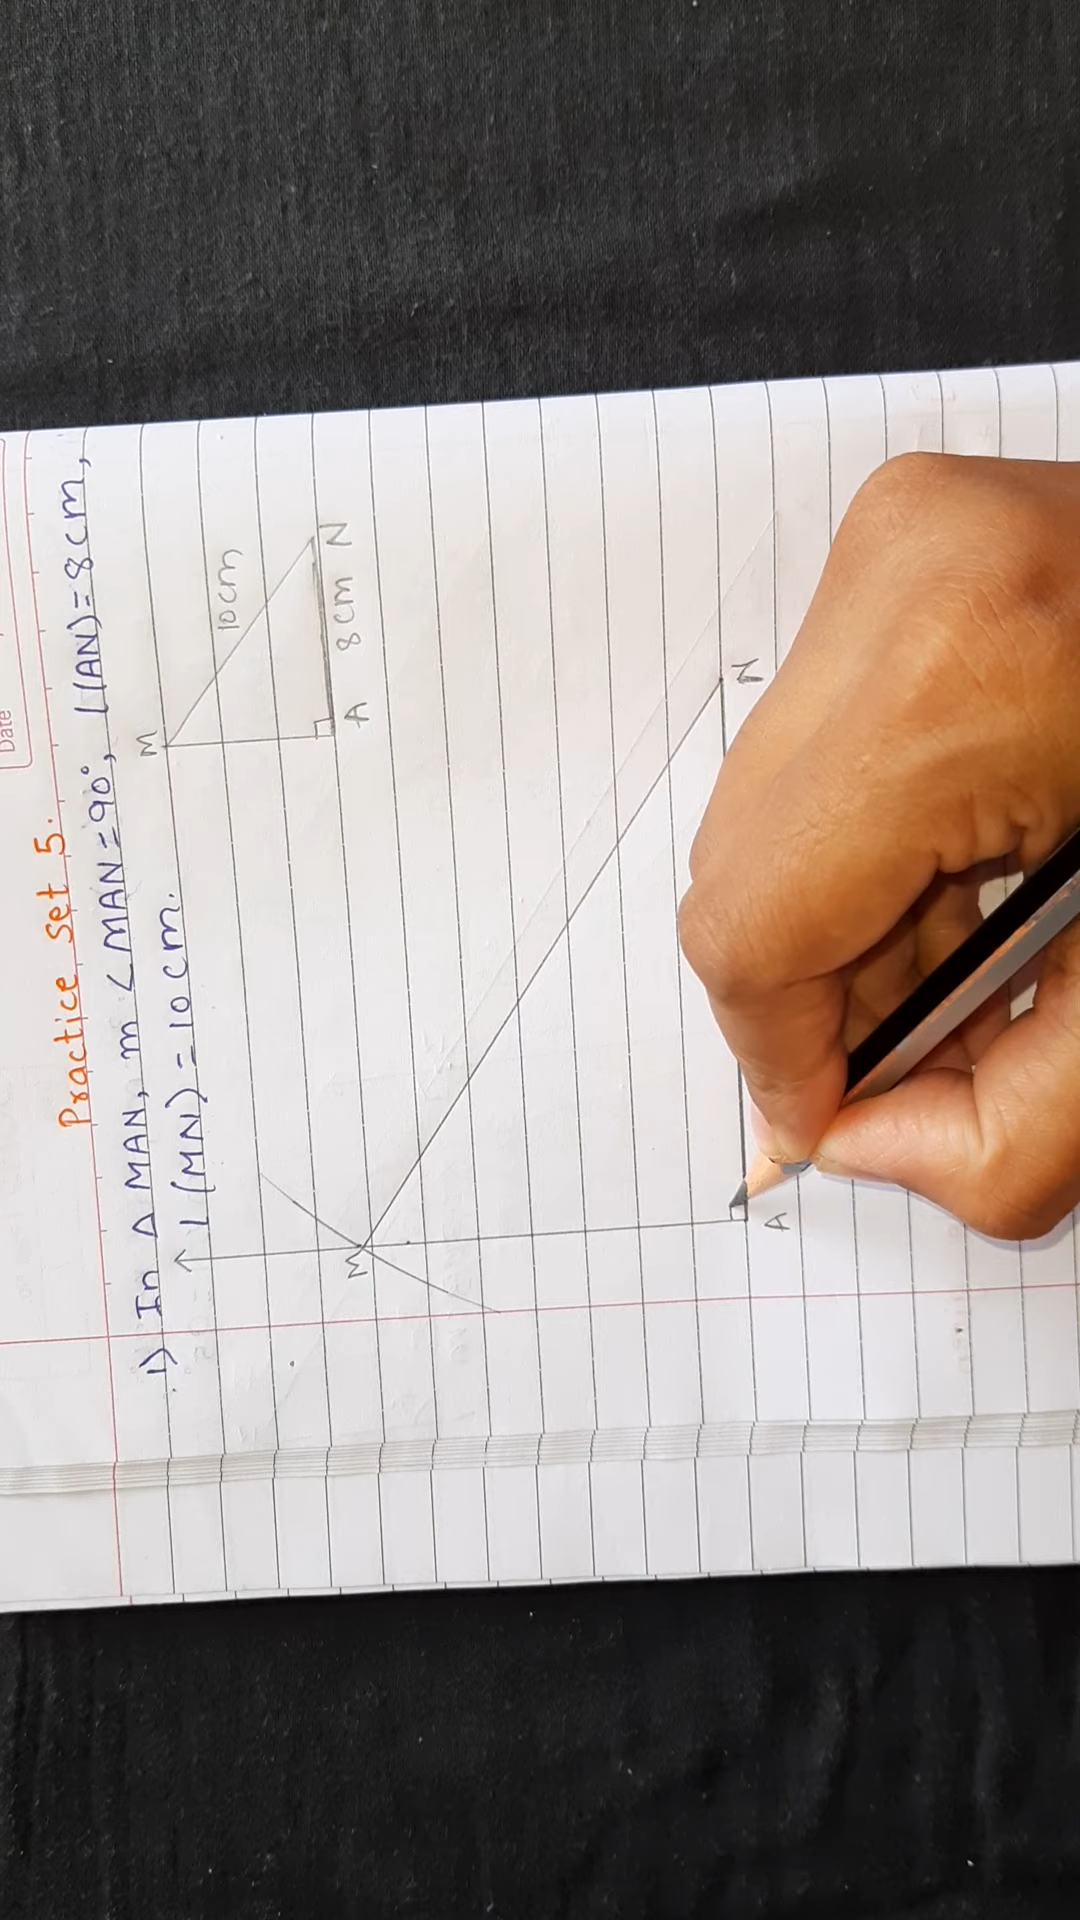 Date
Practice set 5.
1) In Δ MAN, m < MAN = 90°, l(AN) = 8cm,
l(MN) = 10cm.
M
10cm
A 8cm N
M
A N